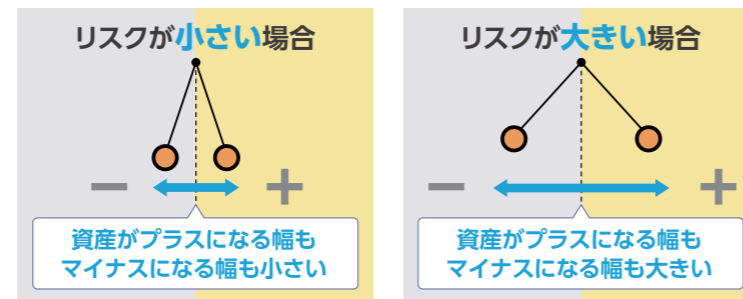 リスクが小さい場合
− +
資産がプラスになる幅も
マイナスになる幅も小さい
リスクが大きい場合
− +
資産がプラスになる幅も
マイナスになる幅も大きい